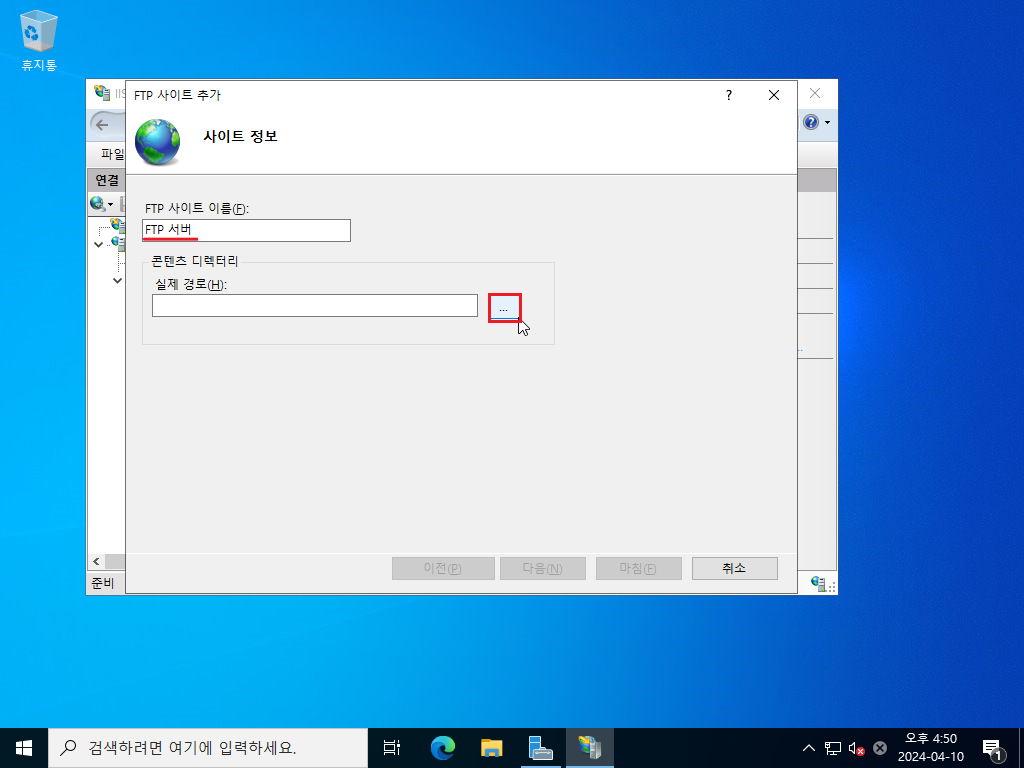 휴지통
IIS
FTP 사이트 추가
?
사이트 정보
파일
연결
FTP 사이트 이름(F):
FTP 서버
콘텐츠 디렉터리
실제 경로(H):
...
이전(P)
다음(N)
마침(F)
취소
준비
검색하려면 여기에 입력하세요.
오후 4:50
2024-04-10
1